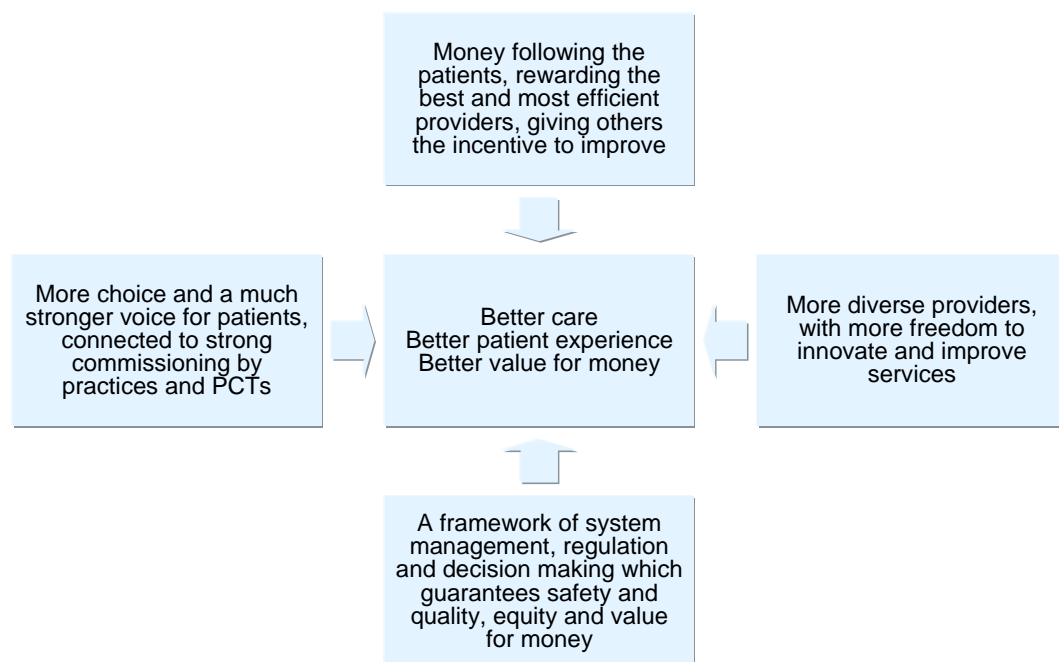 Money following the
patients, rewarding the
best and most efficient
providers, giving others
the incentive to improve
More choice and a much
stronger voice for patients,
connected to strong
commissioning by
practices and PCTs
Better care
Better patient experience
Better value for money
More diverse providers,
with more freedom to
innovate and improve
services
A framework of system
management, regulation
and decision making which
guarantees safety and
quality, equity and value
for money